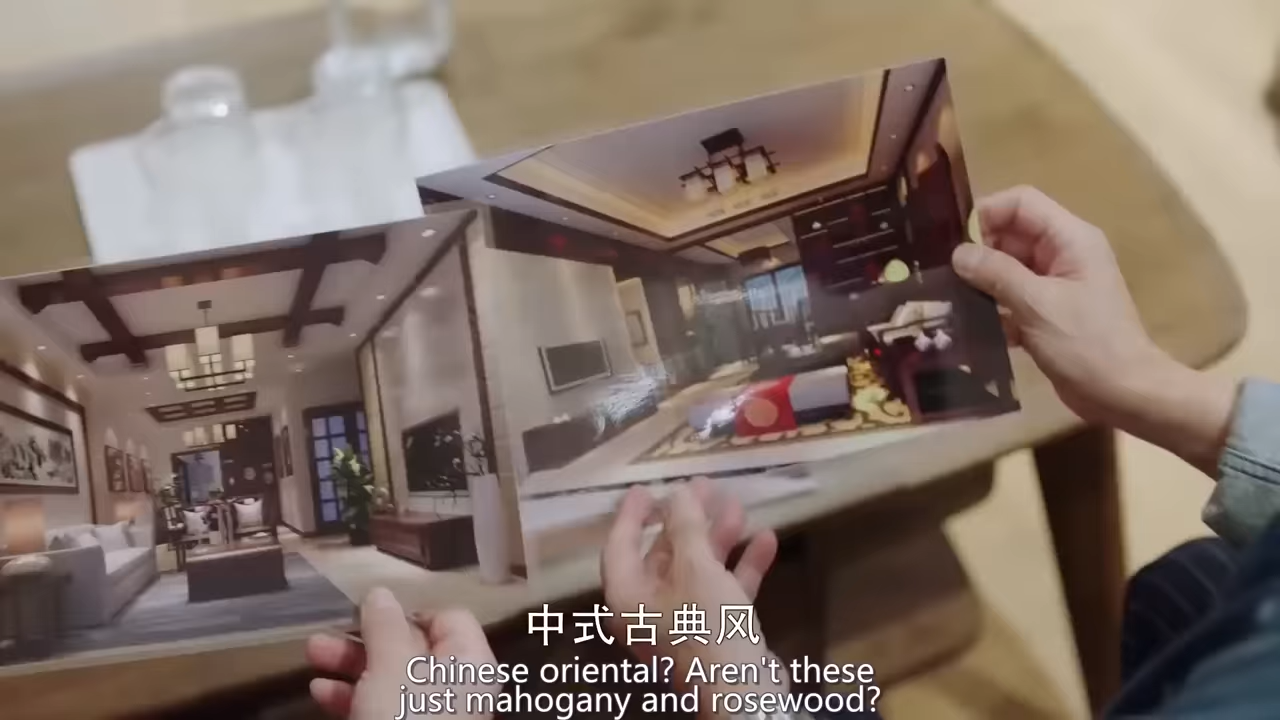 中式古典风
Chinese oriental? Aren't these
just mahogany and rosewood?